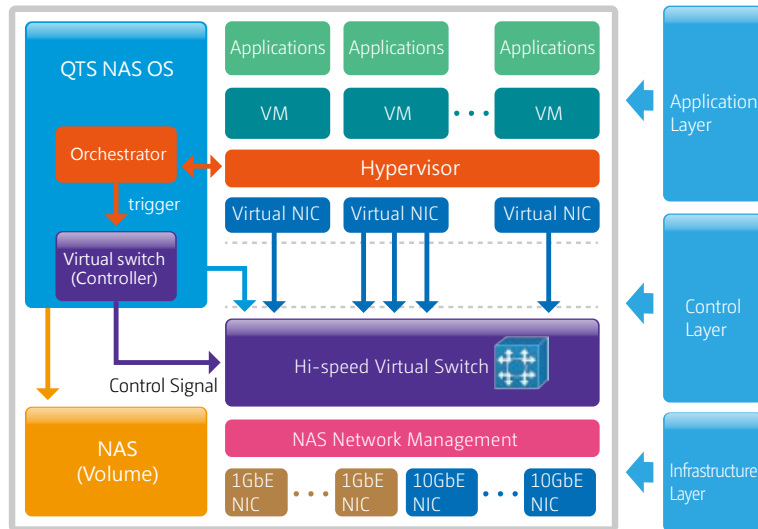 QTS NAS OS
Orchestrator
trigger
Virtual switch
(Controller)
Control Signal
NAS
(Volume)
Applications
Applications
Applications
VM
VM
VM
Hypervisor
Virtual NIC
Virtual NIC
Virtual NIC
Hi-speed Virtual Switch
NAS Network Management
1GbE
NIC
1GbE
NIC
10GbE
NIC
10GbE
NIC
Application
Layer
Control
Layer
Infrastructure
Layer